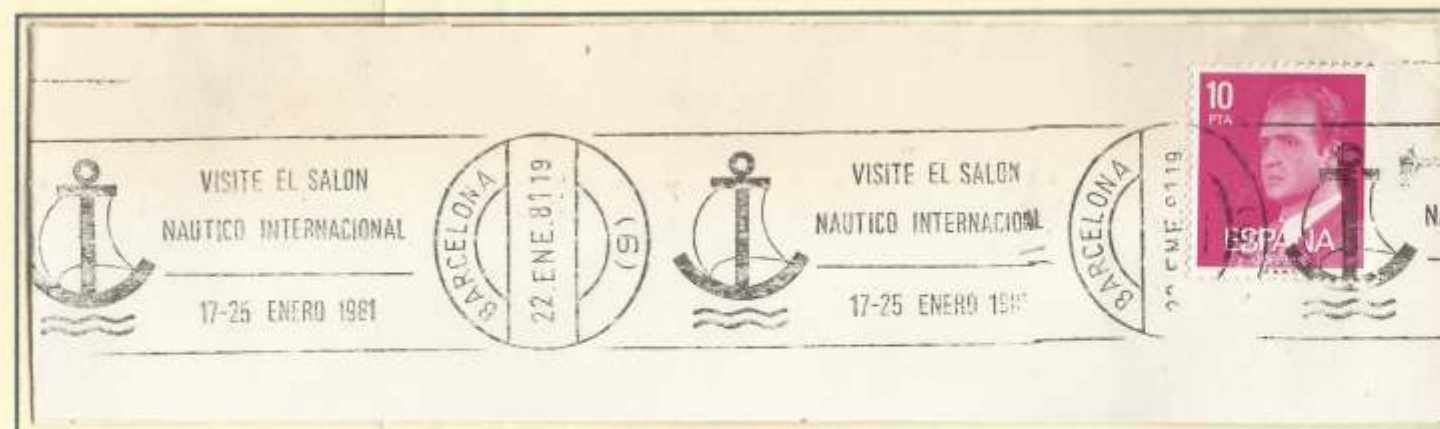 VISITE EL SALON
NAUTICO INTERNACIONAL
17-25 ENERO 1981
BARCELONA
22 ENE.81 19
(9)
VISITE EL SALON
NAUTICO INTERNACIONAL
17-25 ENERO
BARCELONA
10
PTA
ESPAÑA